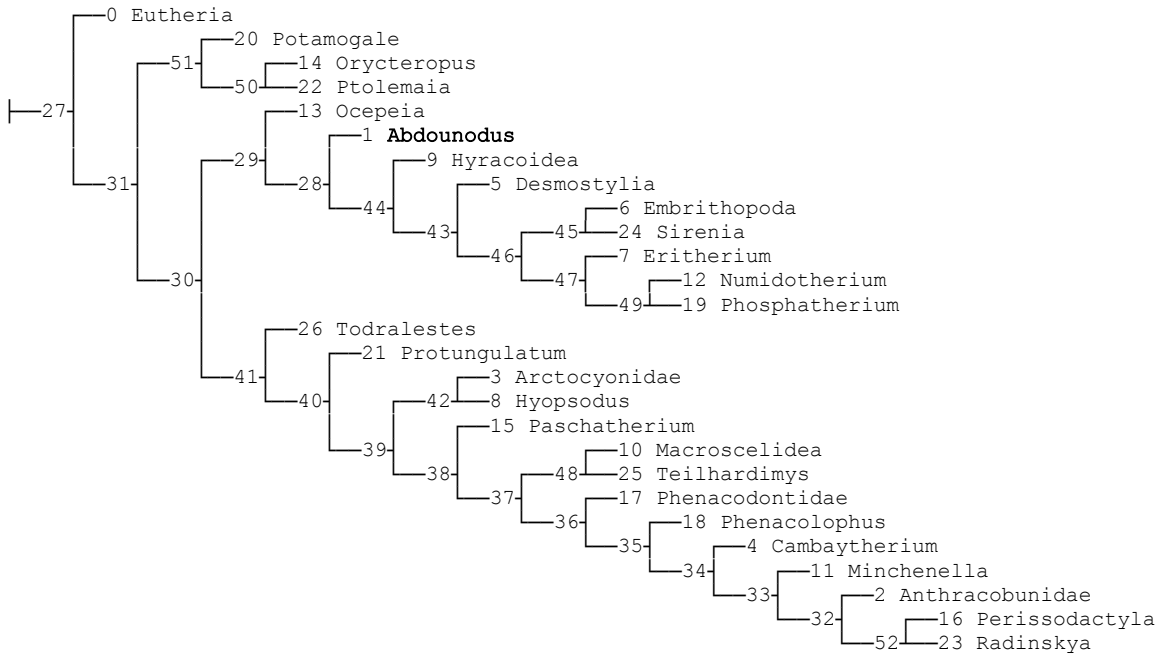 0 Eutheria
20 Potamogale
51
14 Orycteropus
50 22 Ptolemaia
27 13 Ocepeia
1 Abdounodus
29 9 Hyracoidea
31 28 5 Desmostylia
44 6 Embrithopoda
43 45 24 Sirenia
46 7 Eritherium
30 47 12 Numidotherium
49 19 Phosphatherium
26 Todralestes
21 Protungulatum
41 3 Arctocyonidae
40 42 8 Hyopsodus
15 Paschatherium
39 10 Macroscelidea
38 48 25 Teilhardimys
37 17 Phenacodontidae
36 18 Phenacolophus
35 4 Cambaytherium
34 11 Minchenella
33 2 Anthracobunidae
32 16 Perissodactyla
52 23 Radinskya